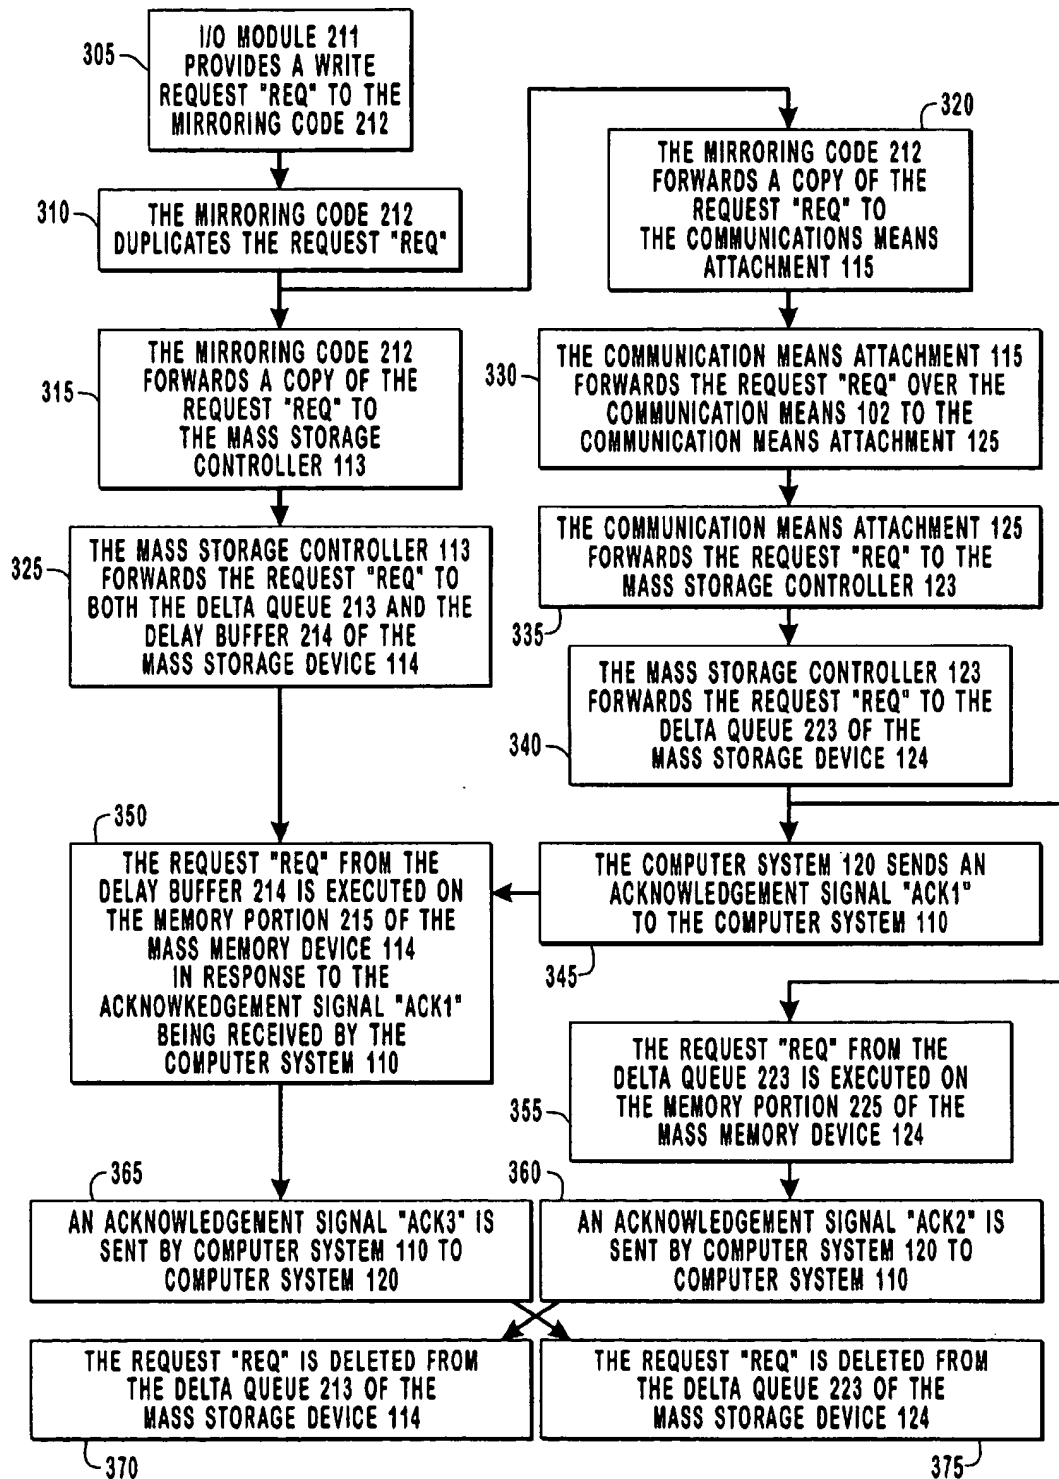 305
I/O MODULE 211
PROVIDES A WRITE
REQUEST "REQ" TO THE
MIRRORING CODE 212
310
THE MIRRORING CODE 212
DUPLICATES THE REQUEST "REQ"
315
THE MIRRORING CODE 212
FORWARDS A COPY OF THE
REQUEST "REQ" TO
THE MASS STORAGE
CONTROLLER 113
320
THE MIRRORING CODE 212
FORWARDS A COPY OF THE
REQUEST "REQ" TO
THE COMMUNICATIONS MEANS
ATTACHMENT 115
325
THE MASS STORAGE CONTROLLER 113
FORWARDS THE REQUEST "REQ" TO
BOTH THE DELTA QUEUE 213 AND THE
DELAY BUFFER 214 OF THE
MASS STORAGE DEVICE 114
330
THE COMMUNICATION MEANS ATTACHMENT 115
FORWARDS THE REQUEST "REQ" OVER THE
COMMUNICATION MEANS 102 TO THE
COMMUNICATION MEANS ATTACHMENT 125
THE COMMUNICATION MEANS ATTACHMENT 125
FORWARDS THE REQUEST "REQ" TO THE
MASS STORAGE CONTROLLER 123
335
THE MASS STORAGE CONTROLLER 123
FORWARDS THE REQUEST "REQ" TO THE
DELTA QUEUE 223 OF THE
MASS STORAGE DEVICE 124
340
THE COMPUTER SYSTEM 120 SENDS AN
ACKNOWLEDGEMENT SIGNAL "ACK1"
TO THE COMPUTER SYSTEM 110
345
350
THE REQUEST "REQ" FROM THE
DELAY BUFFER 214 IS EXECUTED ON
THE MEMORY PORTION 215 OF THE
MASS MEMORY DEVICE 114
IN RESPONSE TO THE
ACKNOWKEDGEMENT SIGNAL "ACK1"
BEING RECEIVED BY THE
COMPUTER SYSTEM 110
355
THE REQUEST "REQ" FROM THE
DELTA QUEUE 223 IS EXECUTED ON
THE MEMORY PORTION 225 OF THE
MASS MEMORY DEVICE 124
365
AN ACKNOWLEDGEMENT SIGNAL "ACK3" IS
SENT BY COMPUTER SYSTEM 110 TO
COMPUTER SYSTEM 120
360
AN ACKNOWLEDGEMENT SIGNAL "ACK2" IS
SENT BY COMPUTER SYSTEM 120 TO
COMPUTER SYSTEM 110
THE REQUEST "REQ" IS DELETED FROM
THE DELTA QUEUE 213 OF THE
MASS STORAGE DEVICE 114
370
THE REQUEST "REQ" IS DELETED FROM
THE DELTA QUEUE 223 OF THE
MASS STORAGE DEVICE 124
375